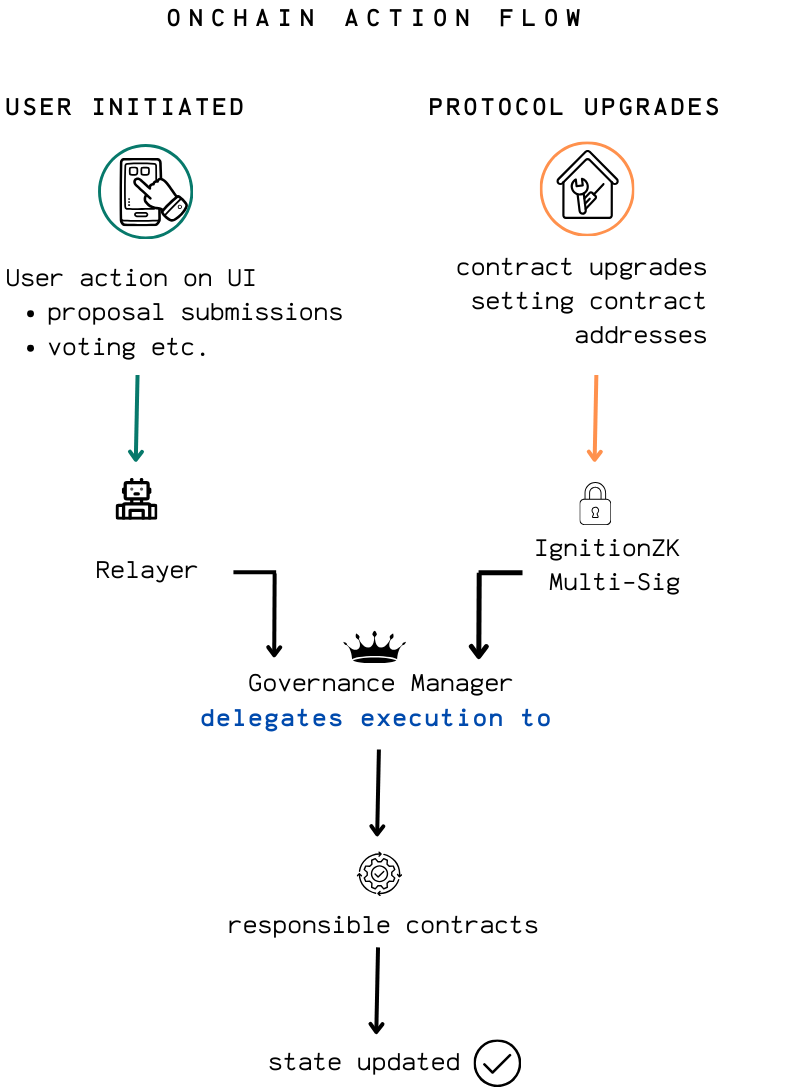 ONCHAIN ACTION FLOW
USER INITIATED
User action on UI
• proposal submissions
• voting etc.
Relayer
PROTOCOL UPGRADES
contract upgrades
setting contract
addresses
IgnitionZK
Multi-Sig
Governance Manager
delegates execution to
responsible contracts
state updated